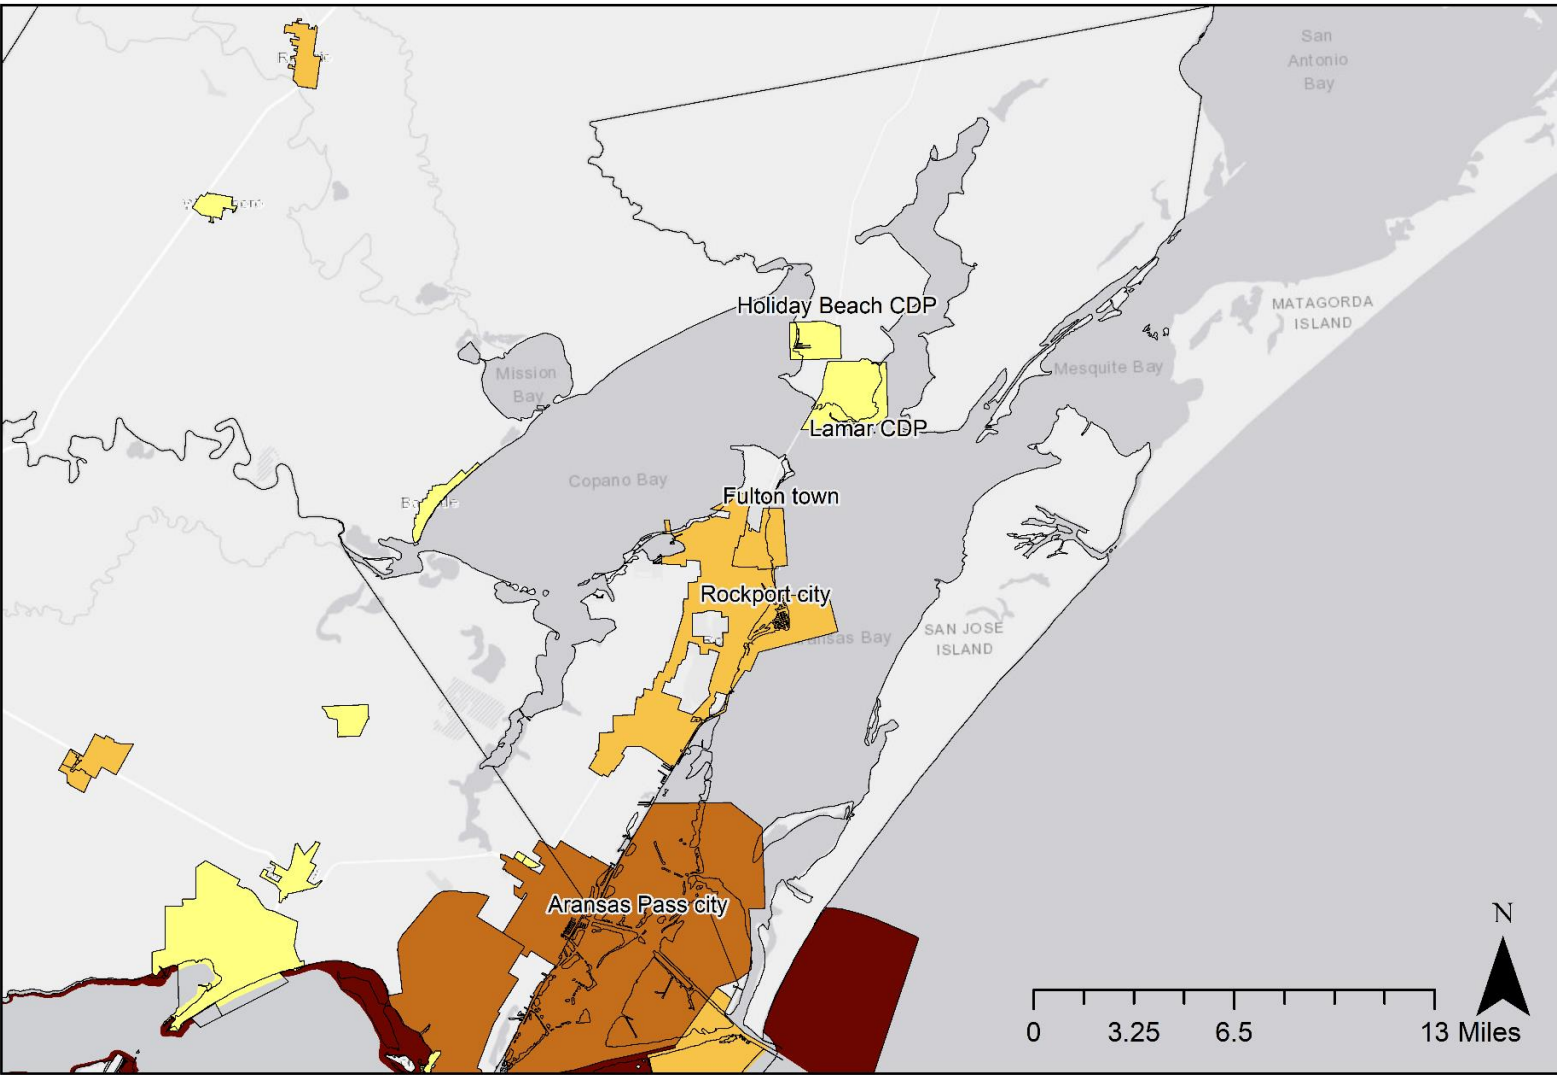 San
Antonio
Bay
MATAGORDA
ISLAND
Holiday Beach CDP
Mesquite Bay
Mission
Bay
Lamar CDP
Copano Bay
Fulton town
Rockport city
SAN JOSE
ISLAND
Aransas Pass city
N
0 3.25 6.5 13 Miles